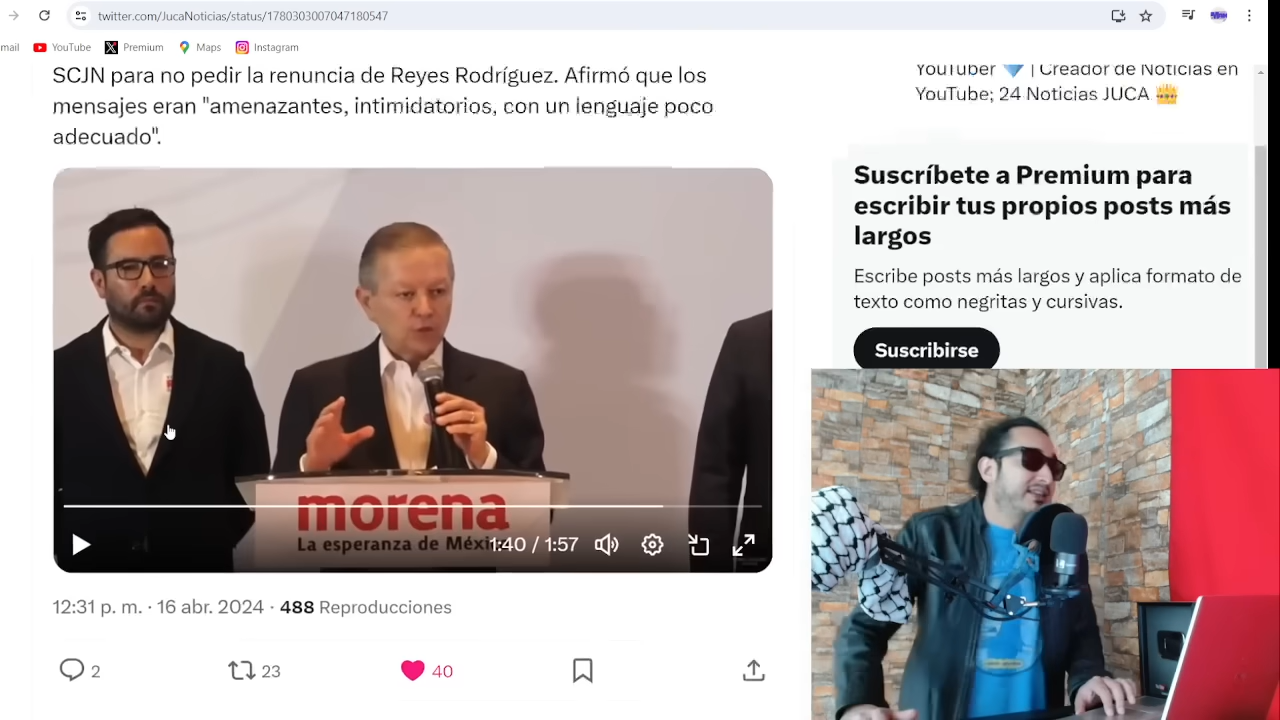 twitter.com/JucaNoticias/status/1780303007047180547
mail YouTube Premium Maps Instagram
SCJN para no pedir la renuncia de Reyes Rodríguez. Afirmó que los
mensajes eran "amenazantes, intimidatorios, con un lenguaje poco
adecuado".
morena
La esperanza de Méxi
1:40 / 1:57
12:31 p. m. · 16 abr. 2024 · 488 Reproducciones
2 23 40
YouTuber 💎 | Creador de Noticias en
YouTube; 24 Noticias JUCA 👑
Suscríbete a Premium para
escribir tus propios posts más
largos
Escribe posts más largos y aplica formato de
texto como negritas y cursivas.
Suscribirse